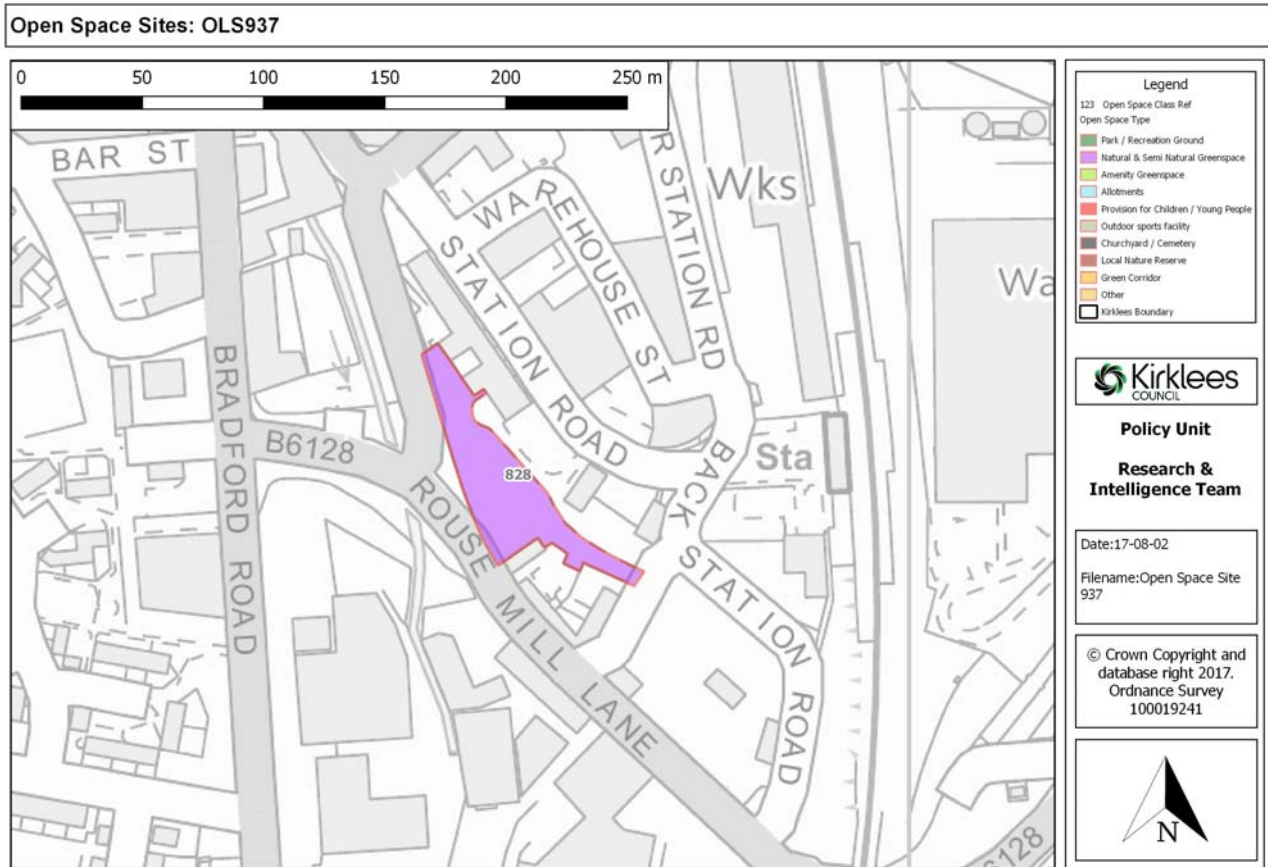 Open Space Sites: OLS937
0 50 100 150 200 250 m
BAR ST
WAREHOUSE ST
STATION ROAD
R STATION RD
Wks
Wa
BRADFORD ROAD
B6128
828
Sta
BACK STATION ROAD
ROUSE MILL LANE
6128
Legend
123 Open Space Class Ref
Open Space Type
Park / Recreation Ground
Natural & Semi Natural Greenspace
Amenity Greenspace
Allotments
Provision for Children / Young People
Outdoor sports facility
Churchyard / Cemetery
Local Nature Reserve
Green Corridor
Other
Kirklees Boundary
Kirklees
COUNCIL
Policy Unit
Research &
Intelligence Team
Date:17-08-02
Filename:Open Space Site
937
© Crown Copyright and
database right 2017.
Ordnance Survey
100019241
N